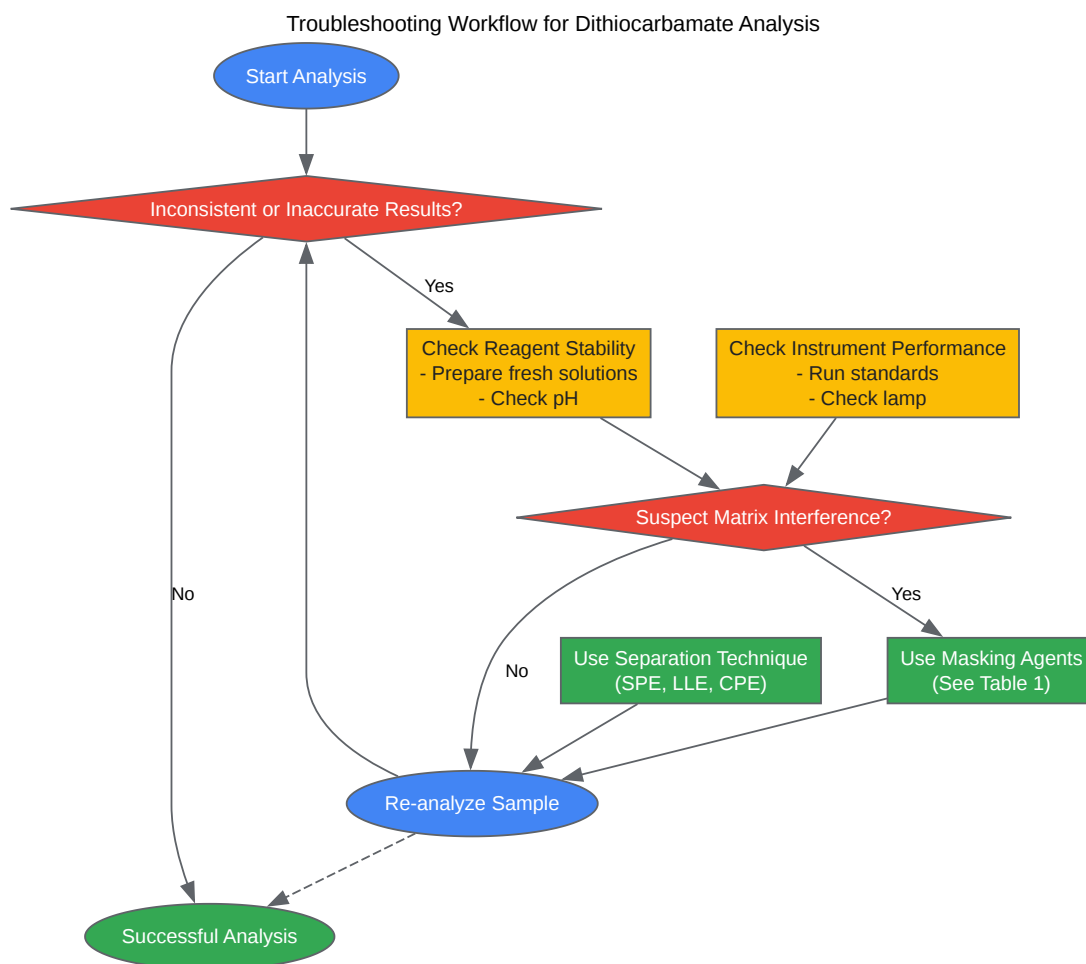 Troubleshooting Workflow for Dithiocarbamate Analysis
Start Analysis
Inconsistent or Inaccurate Results?
Yes
Check Reagent Stability
- Prepare fresh solutions
- Check pH
Check Instrument Performance
- Run standards
- Check lamp
Suspect Matrix Interference?
No
Yes
No
Use Separation Technique
(SPE, LLE, CPE)
Use Masking Agents
(See Table 1)
Re-analyze Sample
Successful Analysis